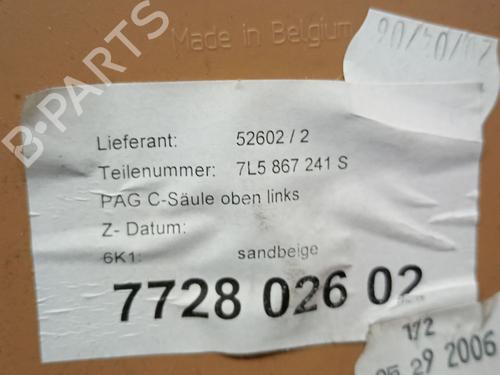 Made in Belgium
B-PARTS
Lieferant: 52602 / 2
Teilenummer: 7L5 867 241 S
PAG C-Säule oben links
Z- Datum:
6K1: sandbeige
7728 026 02
1/2
05 29 2006